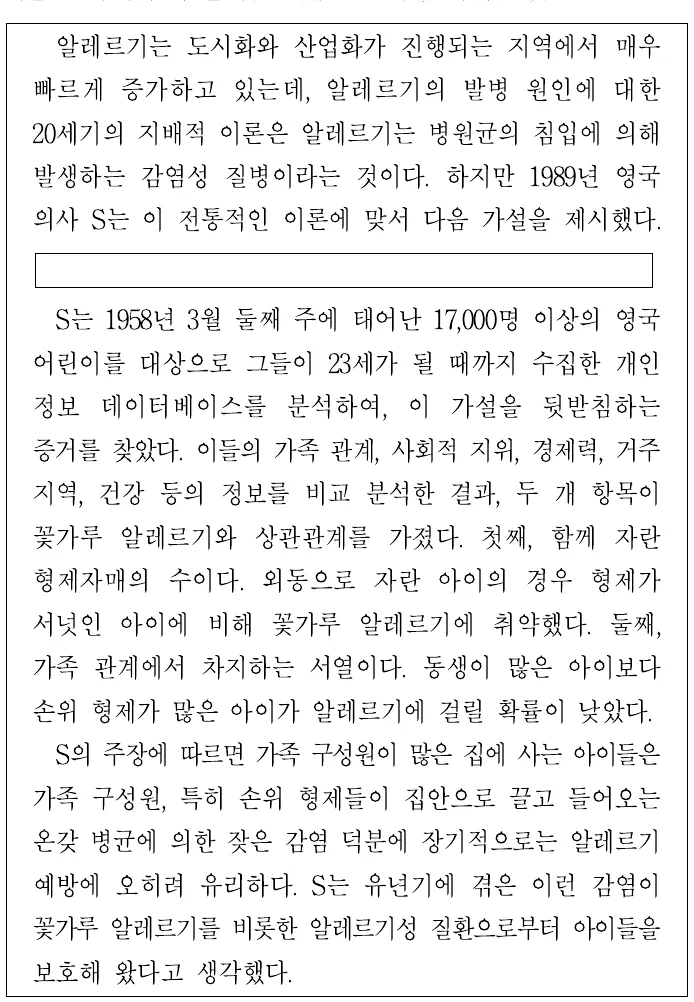 알레르기는 도시화와 산업화가 진행되는 지역에서 매우
빠르게 증가하고 있는데, 알레르기의 발병 원인에 대한
20세기의 지배적 이론은 알레르기는 병원균의 침입에 의해
발생하는 감염성 질병이라는 것이다. 하지만 1989년 영국
의사 S는 이 전통적인 이론에 맞서 다음 가설을 제시했다.
S는 1958년 3월 둘째 주에 태어난 17,000명 이상의 영국
어린이를 대상으로 그들이 23세가 될 때까지 수집한 개인
정보 데이터베이스를 분석하여, 이 가설을 뒷받침하는
증거를 찾았다. 이들의 가족 관계, 사회적 지위, 경제력, 거주
지역, 건강 등의 정보를 비교 분석한 결과, 두 개 항목이
꽃가루 알레르기와 상관관계를 가졌다. 첫째, 함께 자란
형제자매의 수이다. 외동으로 자란 아이의 경우 형제가
서넛인 아이에 비해 꽃가루 알레르기에 취약했다. 둘째,
가족 관계에서 차지하는 서열이다. 동생이 많은 아이보다
손위 형제가 많은 아이가 알레르기에 걸릴 확률이 낮았다.
S의 주장에 따르면 가족 구성원이 많은 집에 사는 아이들은
가족 구성원, 특히 손위 형제들이 집안으로 끌고 들어오는
온갖 병균에 의한 잦은 감염 덕분에 장기적으로는 알레르기
예방에 오히려 유리하다. S는 유년기에 겪은 이런 감염이
꽃가루 알레르기를 비롯한 알레르기성 질환으로부터 아이들을
보호해 왔다고 생각했다.